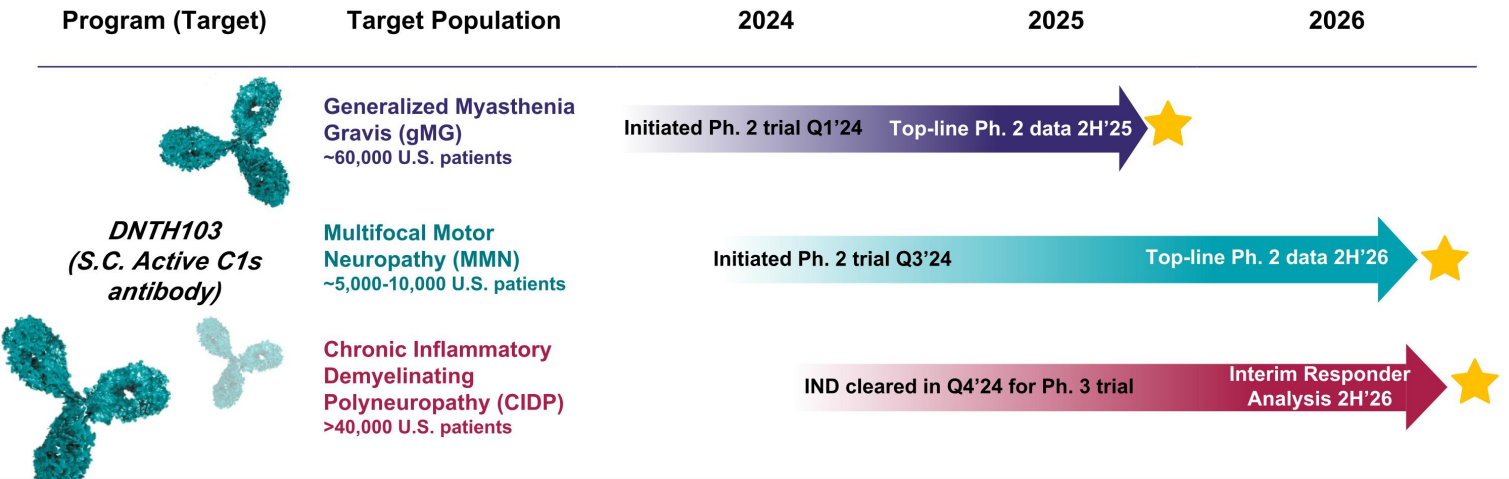 Program (Target) Target Population 2024 2025 2026
DNTH103
(S.C. Active C1s
antibody)
Generalized Myasthenia
Gravis (gMG)
~60,000 U.S. patients
Initiated Ph. 2 trial Q1’24 Top-line Ph. 2 data 2H’25
Multifocal Motor
Neuropathy (MMN)
~5,000-10,000 U.S. patients
Initiated Ph. 2 trial Q3’24 Top-line Ph. 2 data 2H’26
Chronic Inflammatory
Demyelinating
Polyneuropathy (CIDP)
>40,000 U.S. patients
IND cleared in Q4’24 for Ph. 3 trial
Interim Responder
Analysis 2H’26